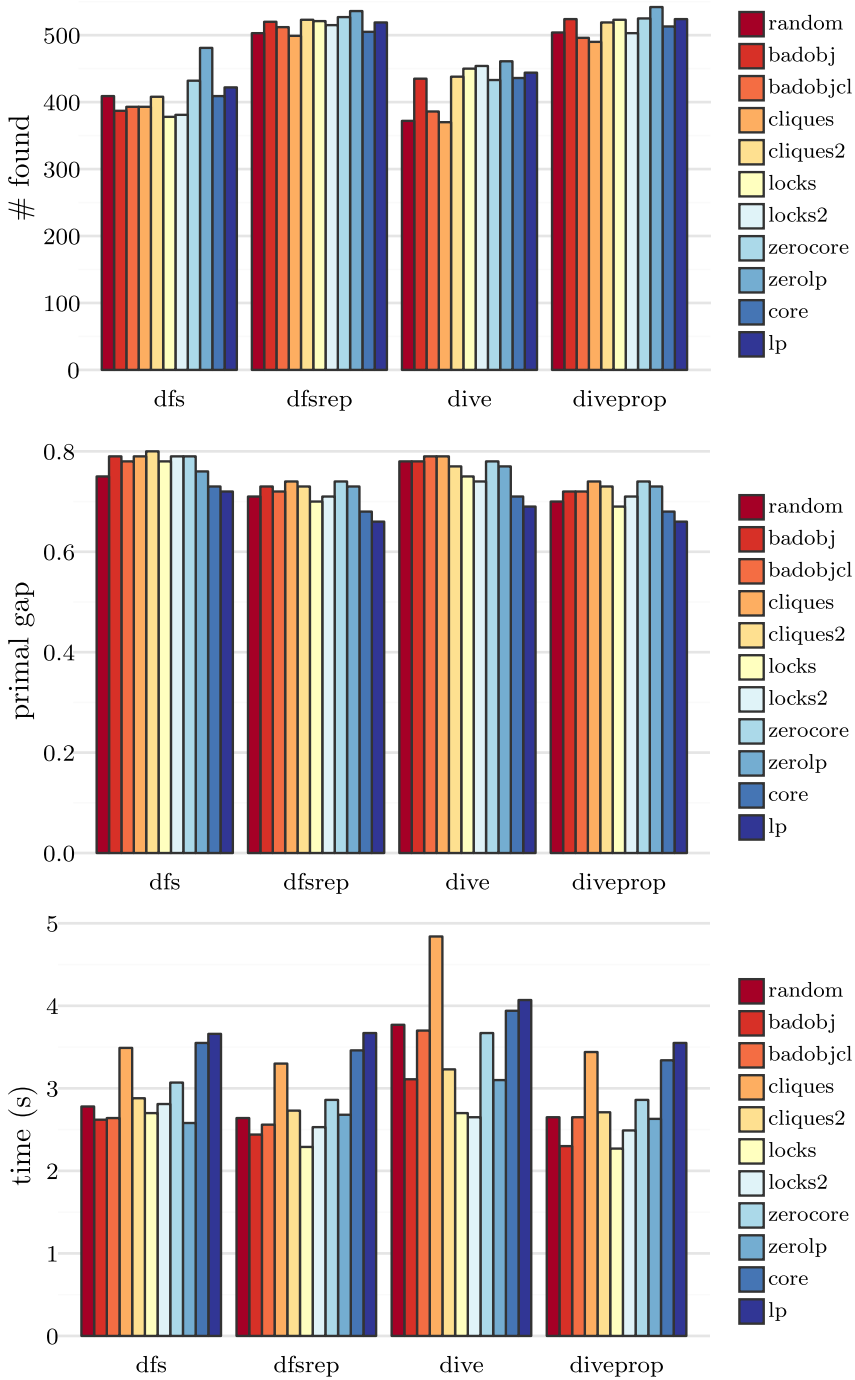 # found
500
400
300
200
100
0
dfs
dfsrep
dive
diveprop
random
badobj
badobjcl
cliques
cliques2
locks
locks2
zerocore
zerolp
core
lp
primal gap
0.8
0.6
0.4
0.2
0.0
dfs
dfsrep
dive
diveprop
random
badobj
badobjcl
cliques
cliques2
locks
locks2
zerocore
zerolp
core
lp
time (s)
5
4
3
2
1
0
dfs
dfsrep
dive
diveprop
random
badobj
badobjcl
cliques
cliques2
locks
locks2
zerocore
zerolp
core
lp